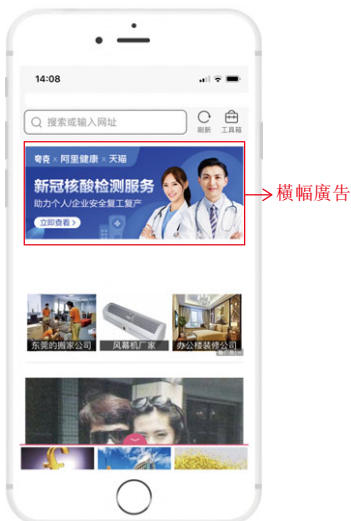 14:08
搜索或输入网址
刷新
工具箱
夸克 × 阿里健康 × 天猫
新冠核酸检测服务
助力个人/企业安全复工复产
立即查看 >
橫幅廣告
东莞的搬家公司
风幕机厂家
办公楼装修公司